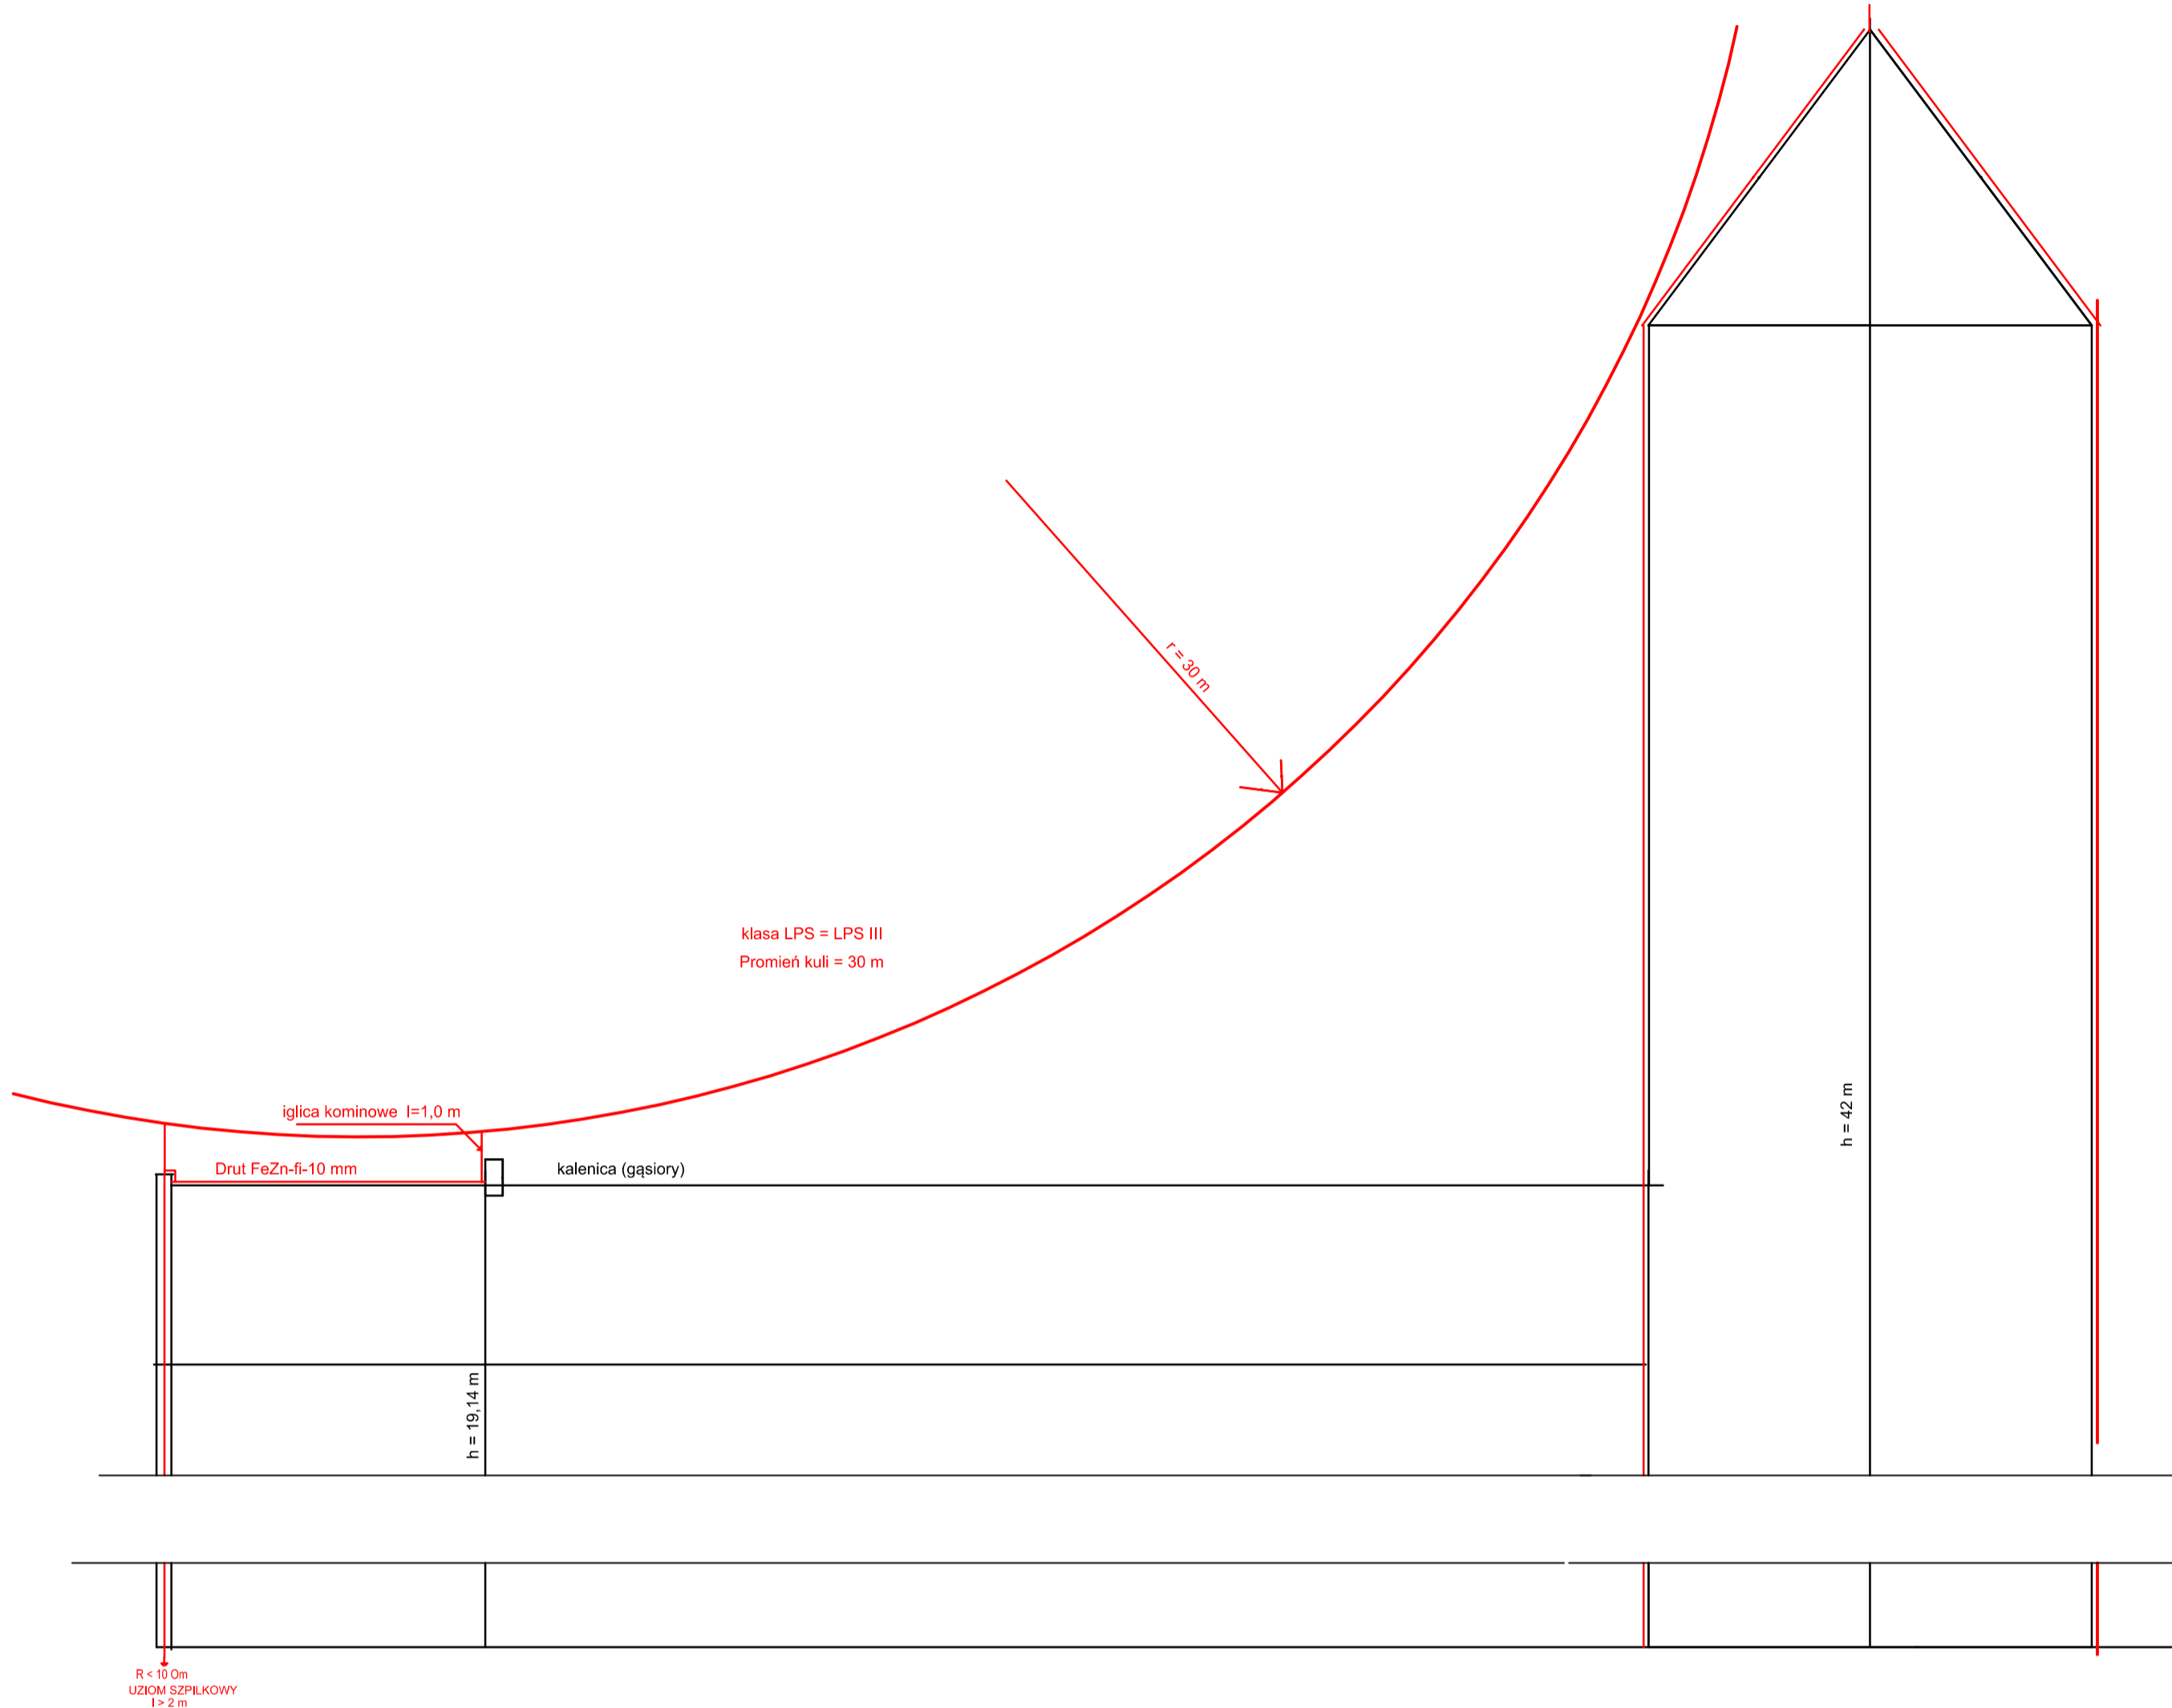 r = 30 m
klasa LPS = LPS III
Promień kuli = 30 m
iglica kominowe l=1,0 m
Drut FeZn-fi-10 mm
kalenica (gąsiory)
h = 42 m
h = 19,14 m
R < 10 Om
UZIOM SZPILKOWY
l > 2 m